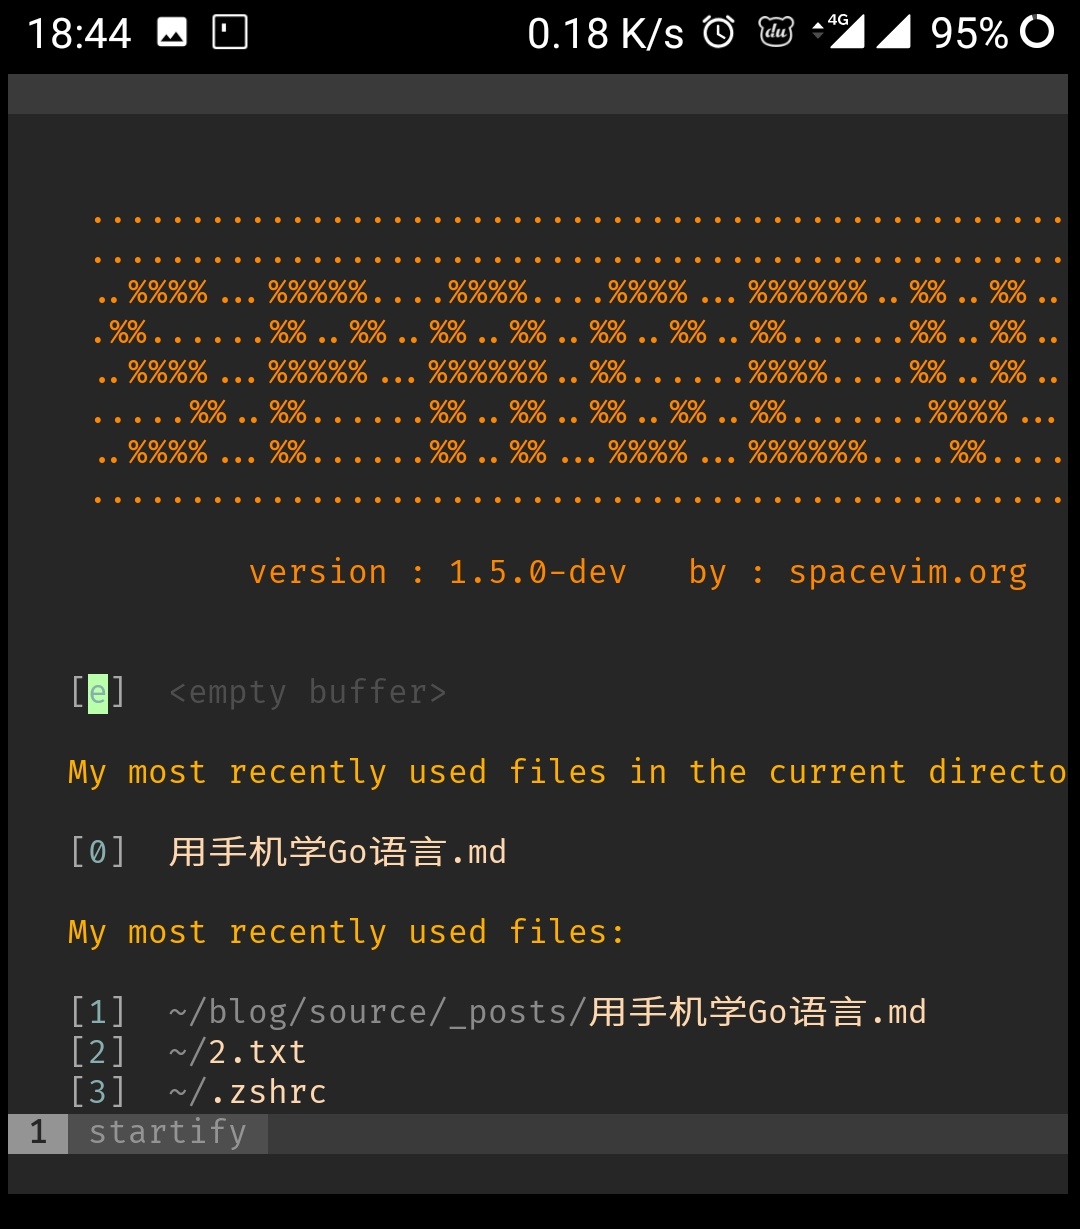 18:44 0.18 K/s du 4G 95%
................................................. 
.................................................
..%%%%...%%%%%....%%%%....%%%%...%%%%%%..%%..%%..
.%%......%%..%%..%%..%%..%%..%%..%%......%%..%%..
..%%%%...%%%%%...%%%%%%..%%......%%%%....%%..%%..
.....%%..%%......%%..%%..%%..%%..%%.......%%%%...
..%%%%...%%......%%..%%...%%%%...%%%%%%....%%....
.................................................
version : 1.5.0-dev   by : spacevim.org
[e]  <empty buffer>
My most recently used files in the current directo
[0]  用手机学Go语言.md
My most recently used files:
[1]  ~/blog/source/_posts/用手机学Go语言.md
[2]  ~/2.txt
[3]  ~/.zshrc
1 startify